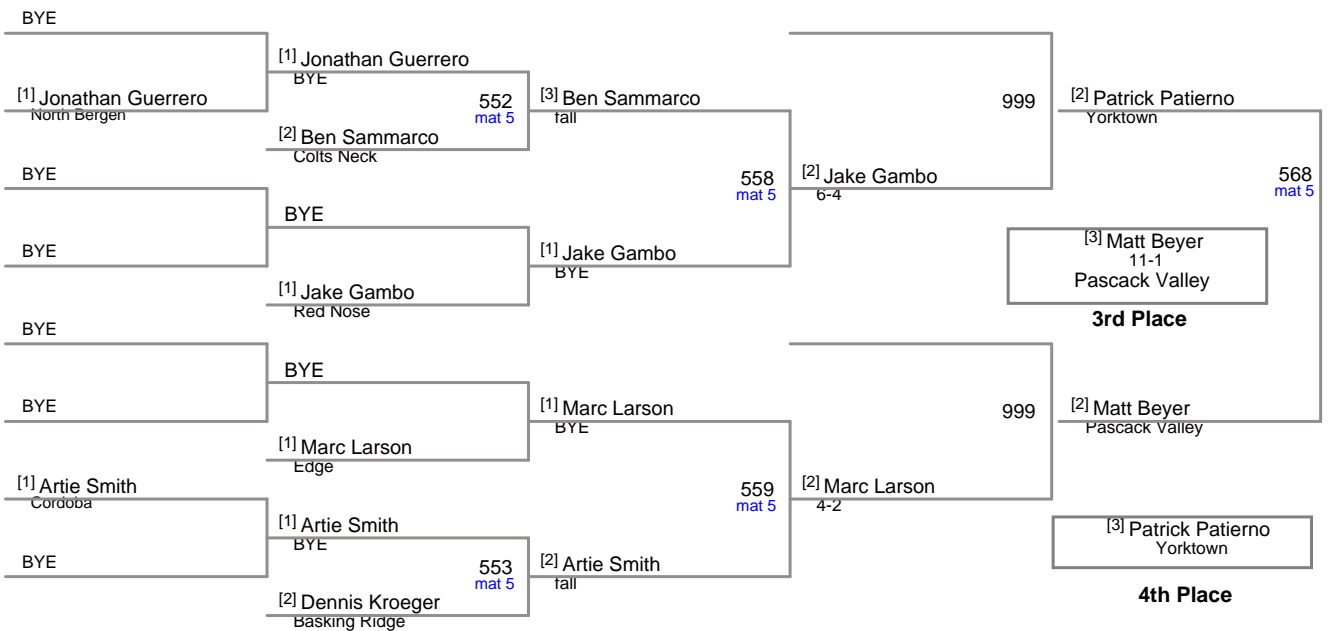 BYE
[1] Jonathan Guerrero
North Bergen
BYE
BYE
BYE
BYE
[1] Artie Smith
Cordoba
BYE
[1] Jonathan Guerrero
BYE
552
mat 5
[2] Ben Sammarco
Colts Neck
BYE
[1] Jake Gambo
Red Nose
BYE
[1] Marc Larson
Edge
[1] Artie Smith
BYE
553
mat 5
[2] Dennis Kroeger
Basking Ridge
[3] Ben Sammarco
fall
558
mat 5
[1] Jake Gambo
BYE
[1] Marc Larson
BYE
559
mat 5
[2] Artie Smith
fall
999
[2] Jake Gambo
6-4
999
[2] Marc Larson
4-2
[2] Patrick Patierno
Yorktown
568
mat 5
[3] Matt Beyer
11-1
Pascack Valley
3rd Place
[2] Matt Beyer
Pascack Valley
[3] Patrick Patierno
Yorktown
4th Place